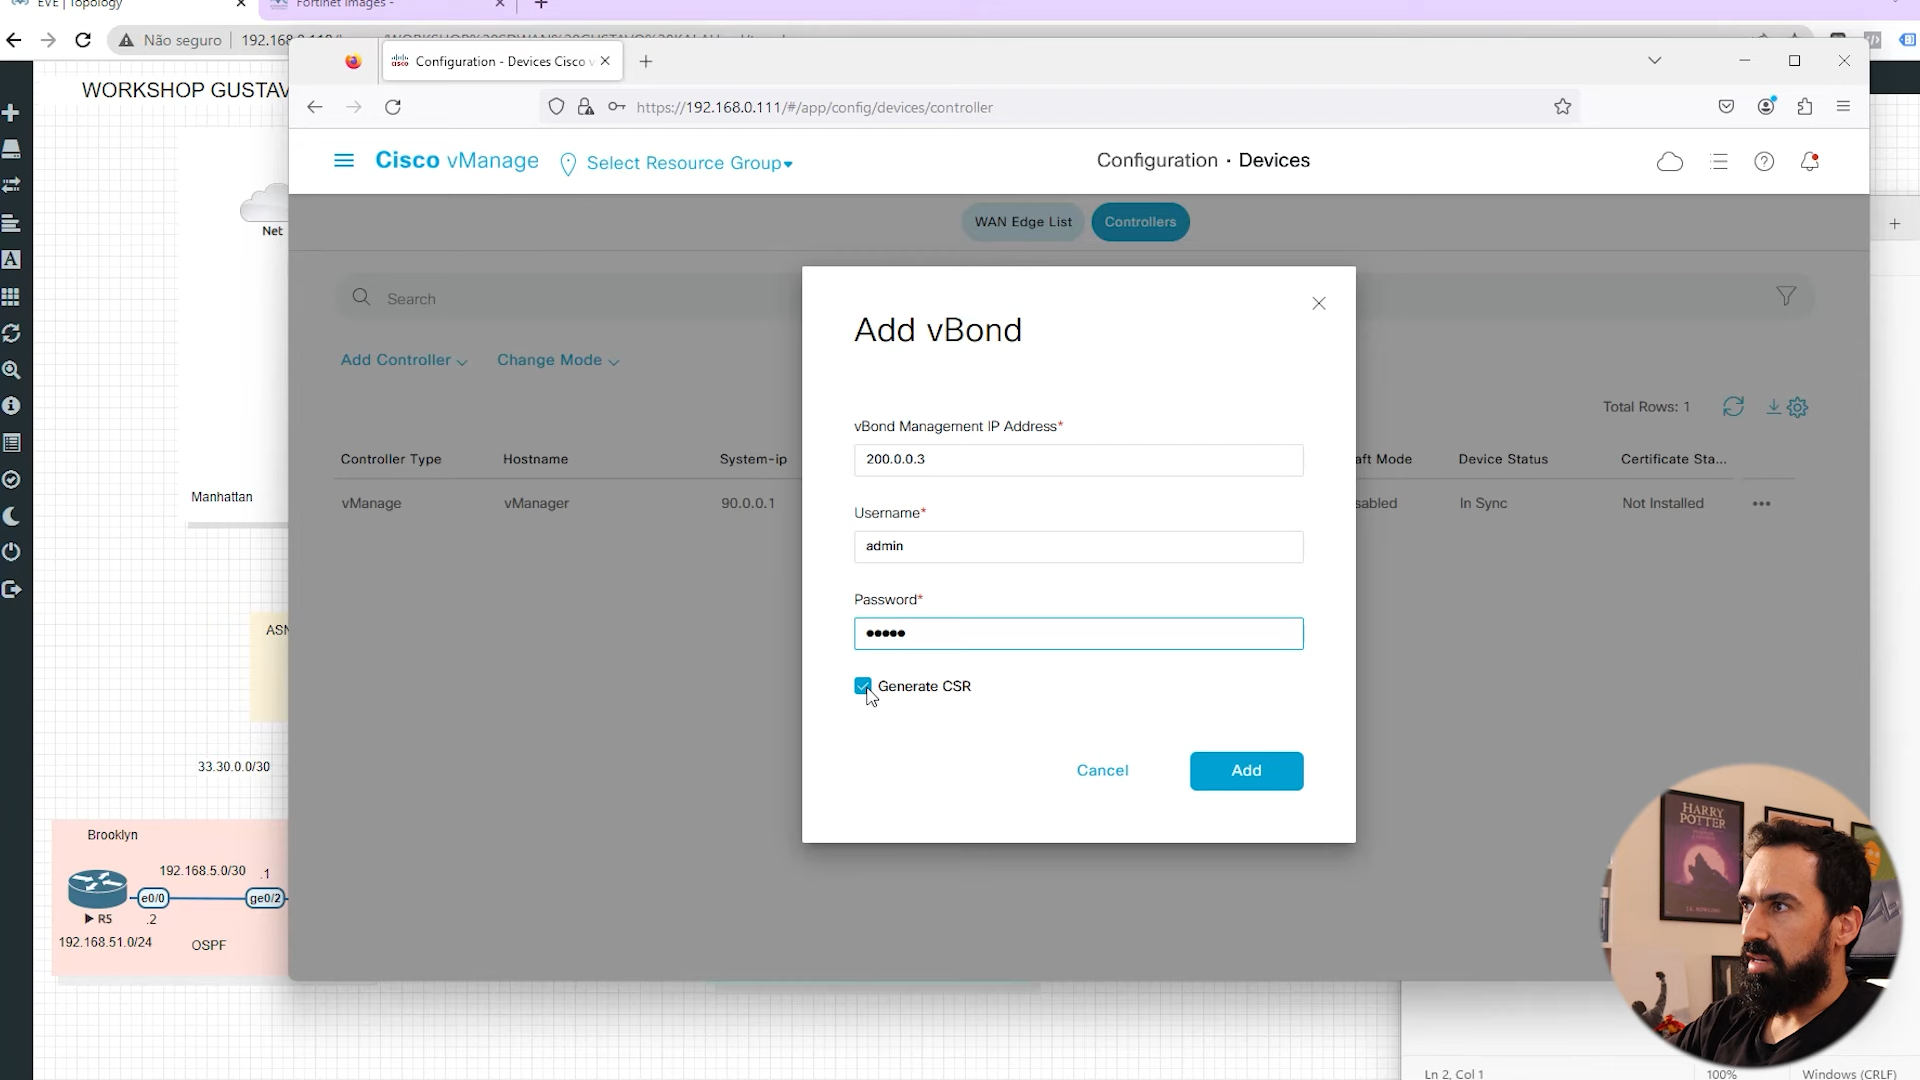 EVE | Topology
Fortinet Images -
Não seguro
Configuration - Devices Cisco v
WORKSHOP GUSTAV
https://192.168.0.111/#/app/config/devices/controller
Cisco vManage
Select Resource Group
Configuration · Devices
WAN Edge List
Controllers
Net
Search
Add vBond
Add Controller
Change Mode
Total Rows: 1
vBond Management IP Address*
200.0.0.3
Controller Type
Hostname
System-ip
aft Mode
Device Status
Certificate Sta...
vManage
vManager
90.0.0.1
sabled
In Sync
Not Installed
•••
Manhattan
Username*
admin
Password*
•••••
Generate CSR
Cancel
Add
ASN
33.30.0.0/30
Brooklyn
192.168.5.0/30
.1
e0/0
ge0/2
R5
.2
192.168.51.0/24
OSPF
HARRY
POTTER
Ln 2, Col 1
100%
Windows (CRLF)